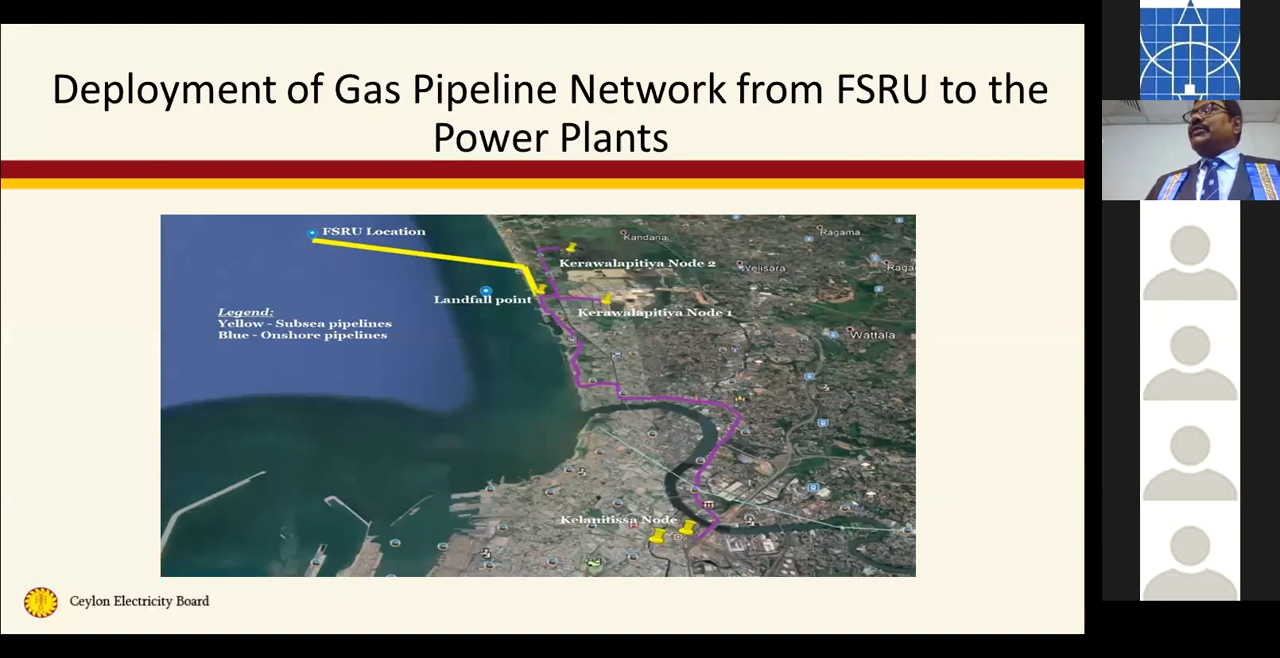 Deployment of Gas Pipeline Network from FSRU to the
Power Plants
FSRU Location
Kandana
Ragama
Kerawalapitiya Node 2
Welisara
Raga
Landfall point
Kerawalapitiya Node 1
Legend:
Yellow - Subsea pipelines
Blue - Onshore pipelines
Wattala
Kelanitissa Node
Ceylon Electricity Board